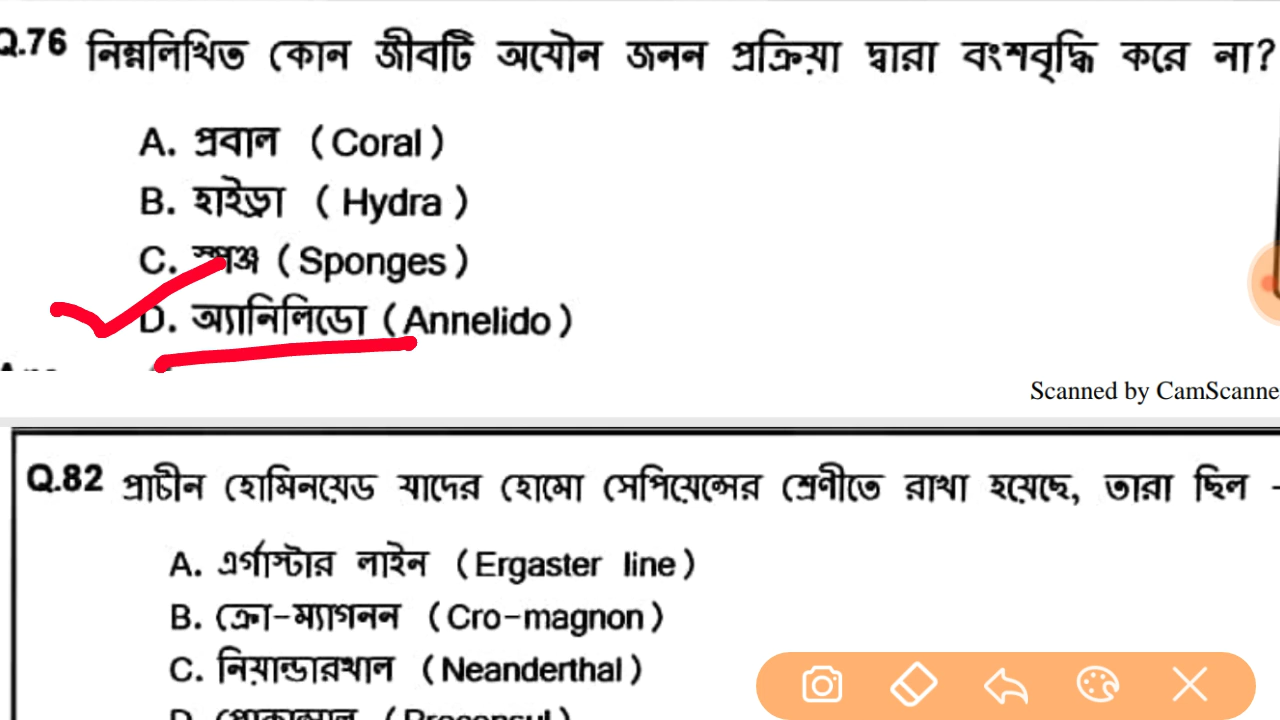 Q.76 নিম্নলিখিত কোন জীবটি অযৌন জনন প্রক্রিয়া দ্বারা বংশবৃদ্ধি করে না?
A. প্রবাল (Coral)
B. হাইড্রা (Hydra)
C. স্পঞ্জ (Sponges)
D. অ্যানিলিডো (Annelido)
Scanned by CamScanne
Q.82 প্রাচীন হোমিনয়েড যাদের হোমো সেপিয়েন্সের শ্রেণীতে রাখা হয়েছে, তারা ছিল -
A. এর্গাস্টার লাইন (Ergaster line)
B. ক্রো-ম্যাগনন (Cro-magnon)
C. নিয়ান্ডারথাল (Neanderthal)
D. প্রোকান্সাল (Proconsul)